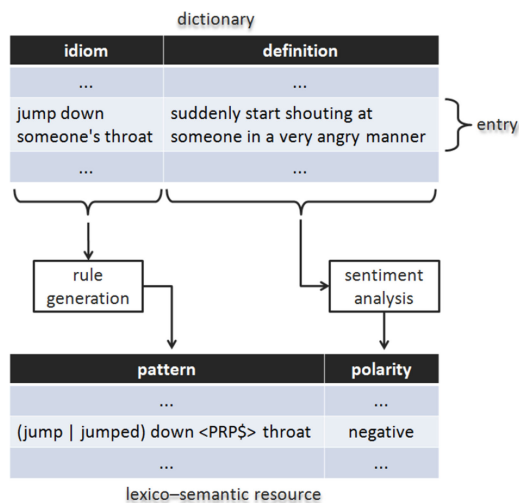 dictionary
idiom definition
... ...
jump down suddenly start shouting at
someone's throat someone in a very angry manner
entry
... ...
rule sentiment
generation analysis
pattern polarity
... ...
(jump | jumped) down <PRP$> throat negative
... ...
lexico–semantic resource